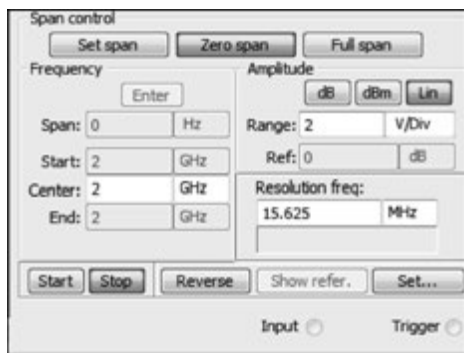 Span control
Set span Zero span Full span
Frequency Amplitude
Enter dB dBm Lin
Span: 0 Hz Range: 2 V/Div
Start: 2 GHz Ref: 0 dB
Center: 2 GHz Resolution freq:
End: 2 GHz 15.625 MHz
Start Stop Reverse Show refer. Set...
Input Trigger